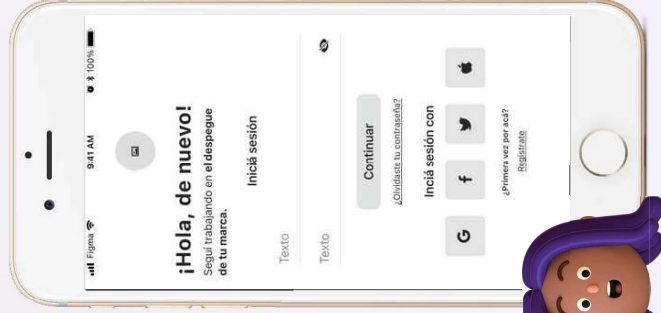 Figma 9:41 AM 100%
¡Hola, de nuevo!
Seguí trabajando en el despegue
de tu marca.
Iniciá sesión
Texto
Texto
Continuar
¿Olvidaste tu contraseña?
Inciá sesión con
G f
¿Primera vez por acá?
Registrate